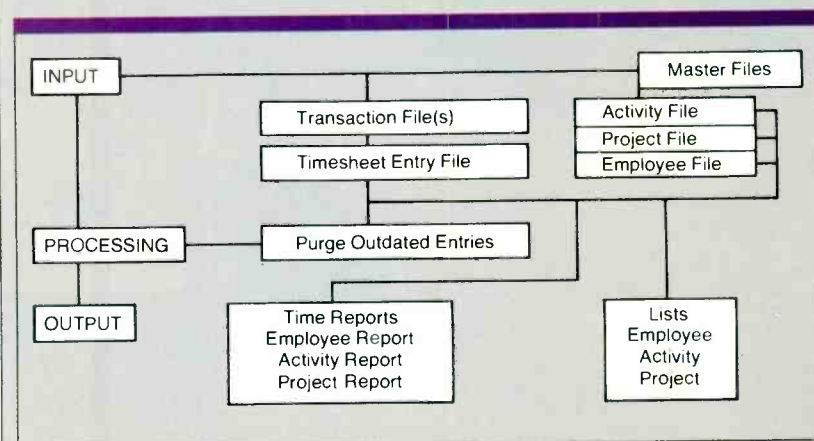 INPUT
Master Files
Transaction File(s)
Activity File
Project File
Timesheet Entry File
Employee File
PROCESSING
Purge Outdated Entries
OUTPUT
Time Reports
Employee Report
Activity Report
Project Report
Lists
Employee
Activity
Project